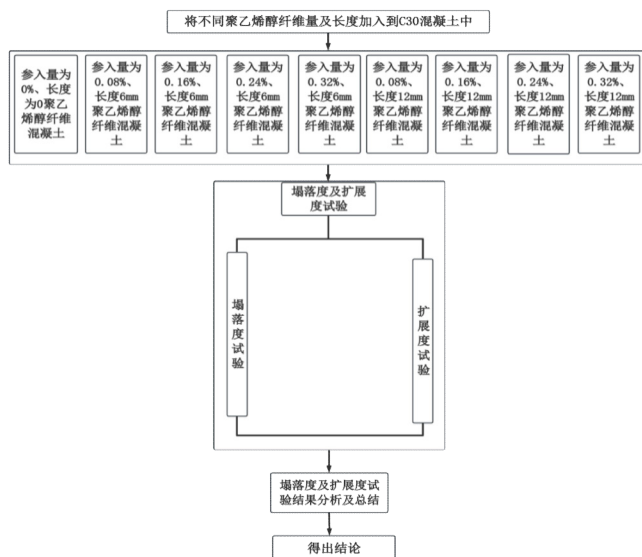 将不同聚乙烯醇纤维量及长度加入到C30混凝土中
参入量为
0%、长度
为0聚乙
烯醇纤维
混凝土
参入量为
0.08%、
长度6mm
聚乙烯醇
纤维混凝
土
参入量为
0.16%、
长度6mm
聚乙烯醇
纤维混凝
土
参入量为
0.24%、
长度6mm
聚乙烯醇
纤维混凝
土
参入量为
0.32%、
长度6mm
聚乙烯醇
纤维混凝
土
参入量为
0.08%、
长度12mm
聚乙烯醇
纤维混凝
土
参入量为
0.16%、
长度12mm
聚乙烯醇
纤维混凝
土
参入量为
0.24%、
长度12mm
聚乙烯醇
纤维混凝
土
参入量为
0.32%、
长度12mm
聚乙烯醇
纤维混凝
土
塌落度及扩展
度试验
塌落度试验
扩展度试验
塌落度及扩展度试
验结果分析及总结
得出结论